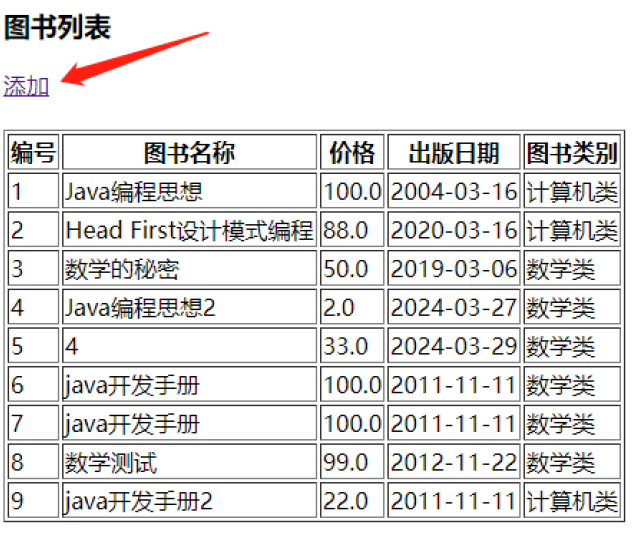 图书列表
添加
编号 图书名称 价格 出版日期 图书类别
1 Java编程思想 100.0 2004-03-16 计算机类
2 Head First设计模式编程 88.0 2020-03-16 计算机类
3 数学的秘密 50.0 2019-03-06 数学类
4 Java编程思想2 2.0 2024-03-27 数学类
5 4 33.0 2024-03-29 数学类
6 java开发手册 100.0 2011-11-11 数学类
7 java开发手册 100.0 2011-11-11 数学类
8 数学测试 99.0 2012-11-22 数学类
9 java开发手册2 22.0 2011-11-11 计算机类